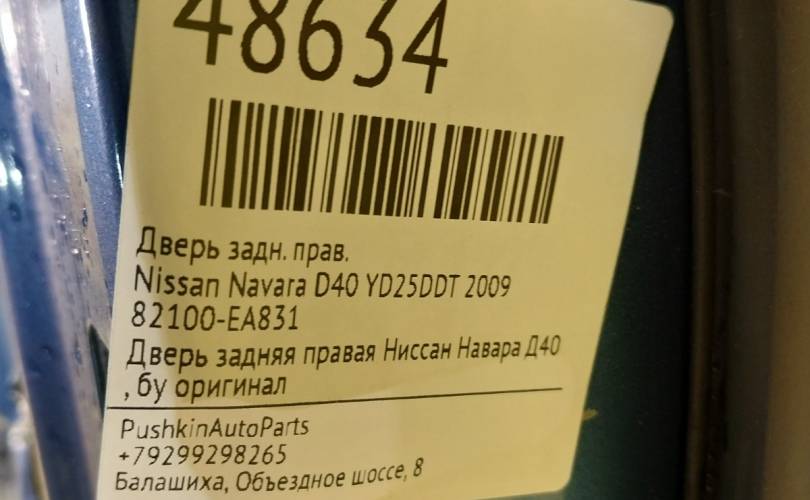 48634
Дверь задн. прав.
Nissan Navara D40 YD25DDT 2009
82100-EA831
Дверь задняя правая Ниссан Навара Д40
, бу оригинал
PushkinAutoParts
+79299298265
Балашиха, Объездное шоссе, 8